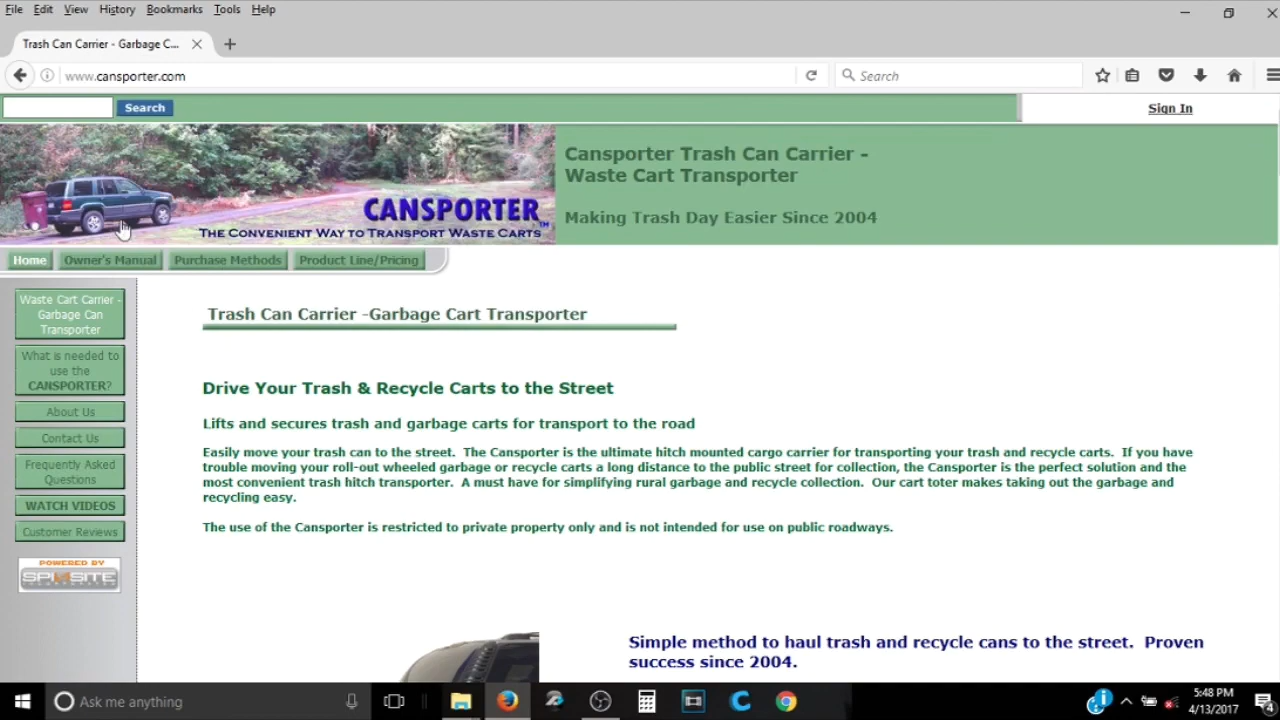 File Edit View History Bookmarks Tools Help
Trash Can Carrier - Garbage C...
www.cansporter.com
Search
Search
Sign In
Cansporter Trash Can Carrier -
Waste Cart Transporter
Making Trash Day Easier Since 2004
CANSPORTER™
THE CONVENIENT WAY TO TRANSPORT WASTE CARTS
Home Owner's Manual Purchase Methods Product Line/Pricing
Waste Cart Carrier -
Garbage Can
Transporter
What is needed to
use the
CANSPORTER?
About Us
Contact Us
Frequently Asked
Questions
WATCH VIDEOS
Customer Reviews
POWERED BY
SPINSITE
Trash Can Carrier -Garbage Cart Transporter
Drive Your Trash & Recycle Carts to the Street
Lifts and secures trash and garbage carts for transport to the road
Easily move your trash can to the street. The Cansporter is the ultimate hitch mounted cargo carrier for transporting your trash and recycle carts. If you have
trouble moving your roll-out wheeled garbage or recycle carts a long distance to the public street for collection, the Cansporter is the perfect solution and the
most convenient trash hitch transporter. A must have for simplifying rural garbage and recycle collection. Our cart toter makes taking out the garbage and
recycling easy.
The use of the Cansporter is restricted to private property only and is not intended for use on public roadways.
Simple method to haul trash and recycle cans to the street. Proven
success since 2004.
Ask me anything
5:48 PM
4/13/2017
4